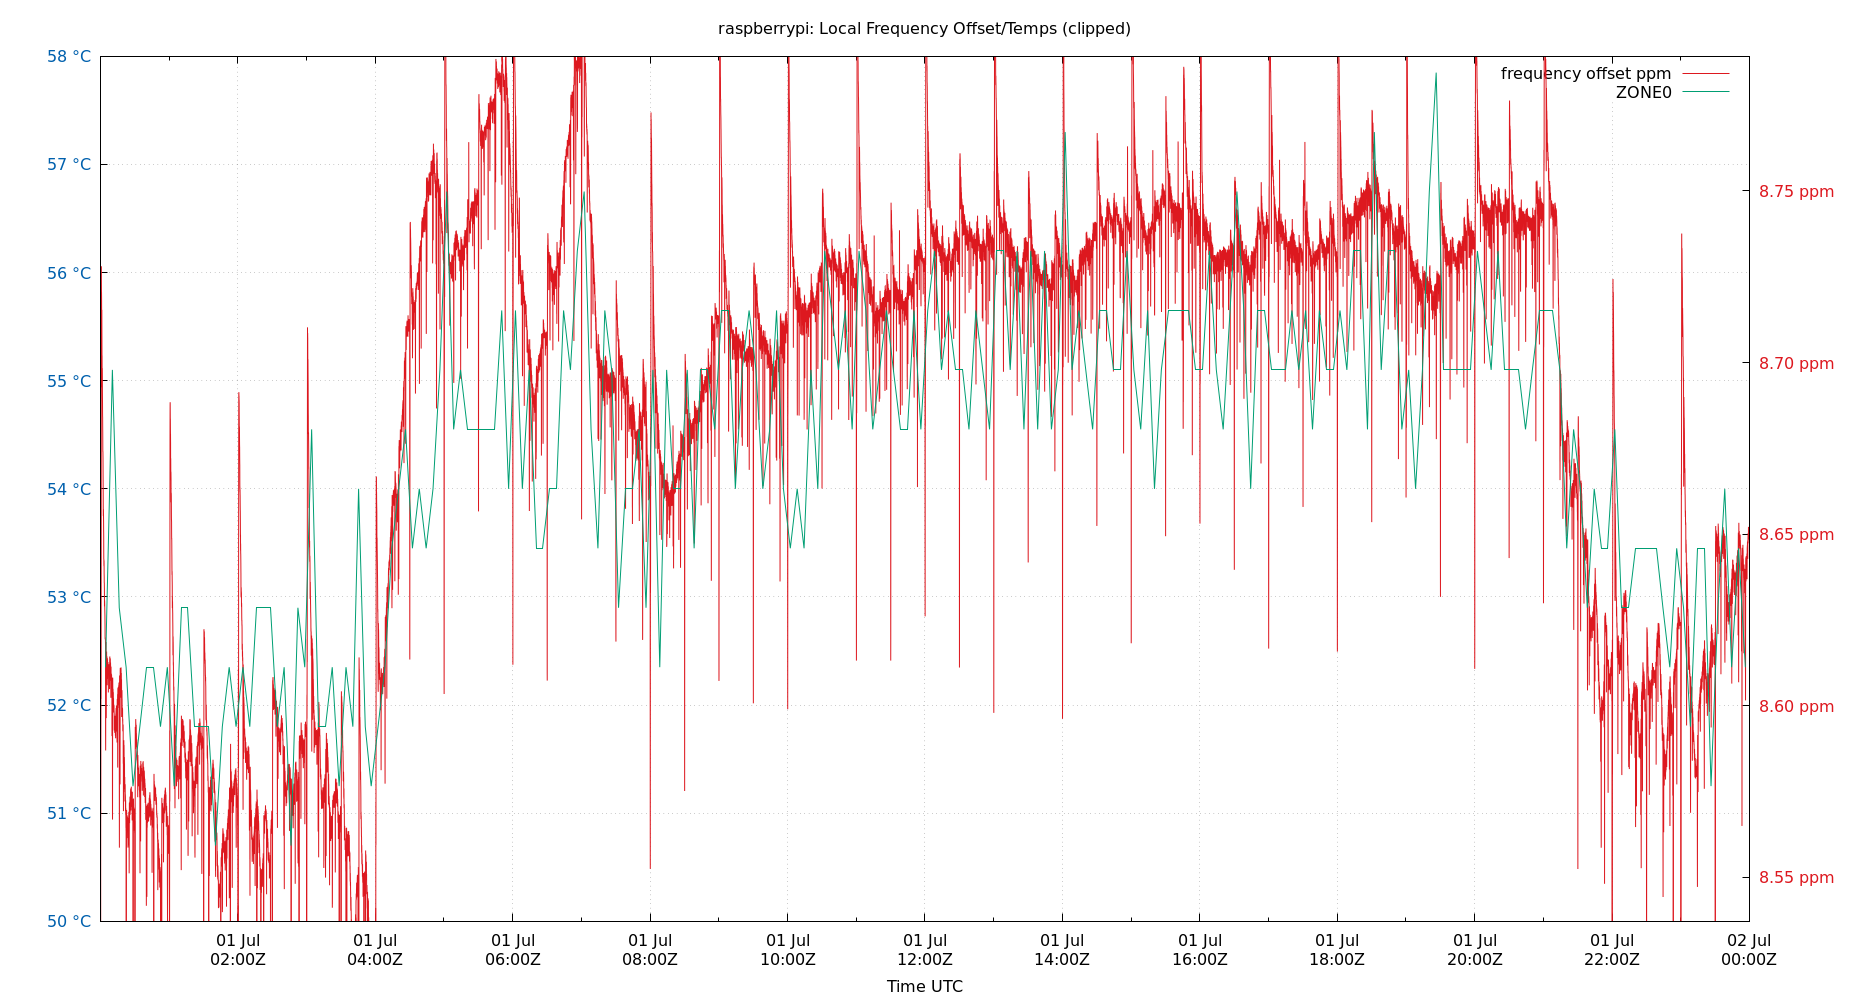 raspberrypi: Local Frequency Offset/Temps (clipped)
frequency offset ppm
ZONE0
58 °C
57 °C
56 °C
55 °C
54 °C
53 °C
52 °C
51 °C
50 °C
8.75 ppm
8.70 ppm
8.65 ppm
8.60 ppm
8.55 ppm
01 Jul 01 Jul 01 Jul 01 Jul 01 Jul 01 Jul 01 Jul 01 Jul 01 Jul 01 Jul 01 Jul 02 Jul
02:00Z 04:00Z 06:00Z 08:00Z 10:00Z 12:00Z 14:00Z 16:00Z 18:00Z 20:00Z 22:00Z 00:00Z
Time UTC